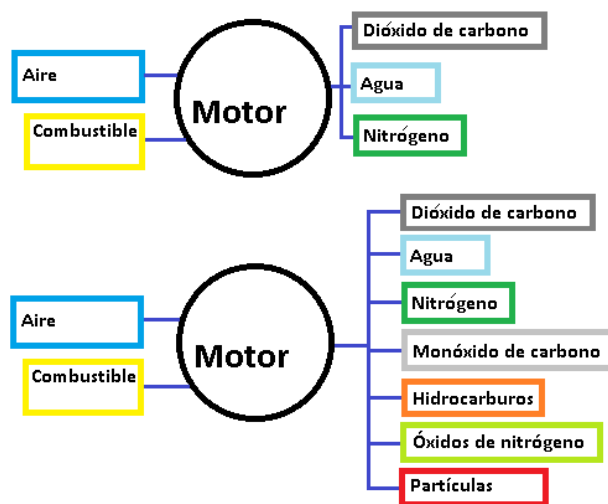 Aire
Combustible
Motor
Dióxido de carbono
Agua
Nitrógeno
Aire
Combustible
Motor
Dióxido de carbono
Agua
Nitrógeno
Monóxido de carbono
Hidrocarburos
Óxidos de nitrógeno
Partículas